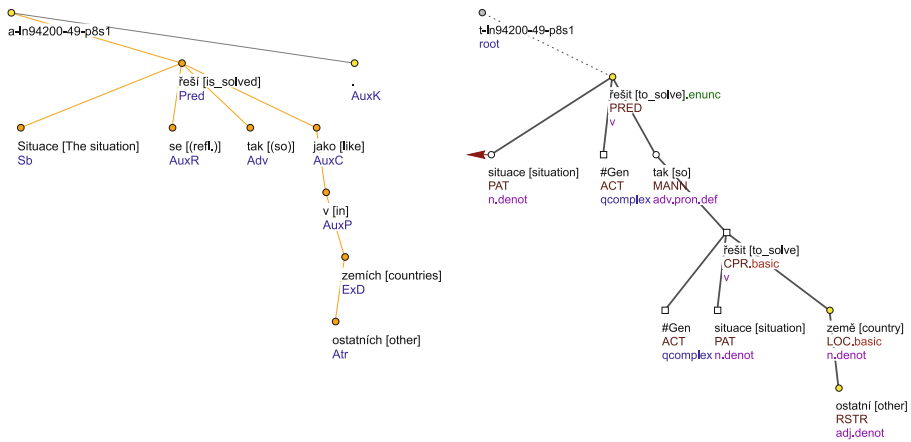 a-ln94200-49-p8s1
řeší [is_solved]
Pred
.
AuxK
Situace [The situation]
Sb
se [(refl.)]
AuxR
tak [(so)]
Adv
jako [like]
AuxC
v [in]
AuxP
zemích [countries]
ExD
ostatních [other]
Atr
t-ln94200-49-p8s1
root
řešit [to_solve].enunc
PRED
v
situace [situation]
PAT
n.denot
#Gen
ACT
qcomplex
tak [so]
MANN
adv.pron.def
řešit [to_solve]
CPR.basic
v
#Gen
ACT
qcomplex
situace [situation]
PAT
n.denot
země [country]
LOC.basic
n.denot
ostatní [other]
RSTR
adj.denot